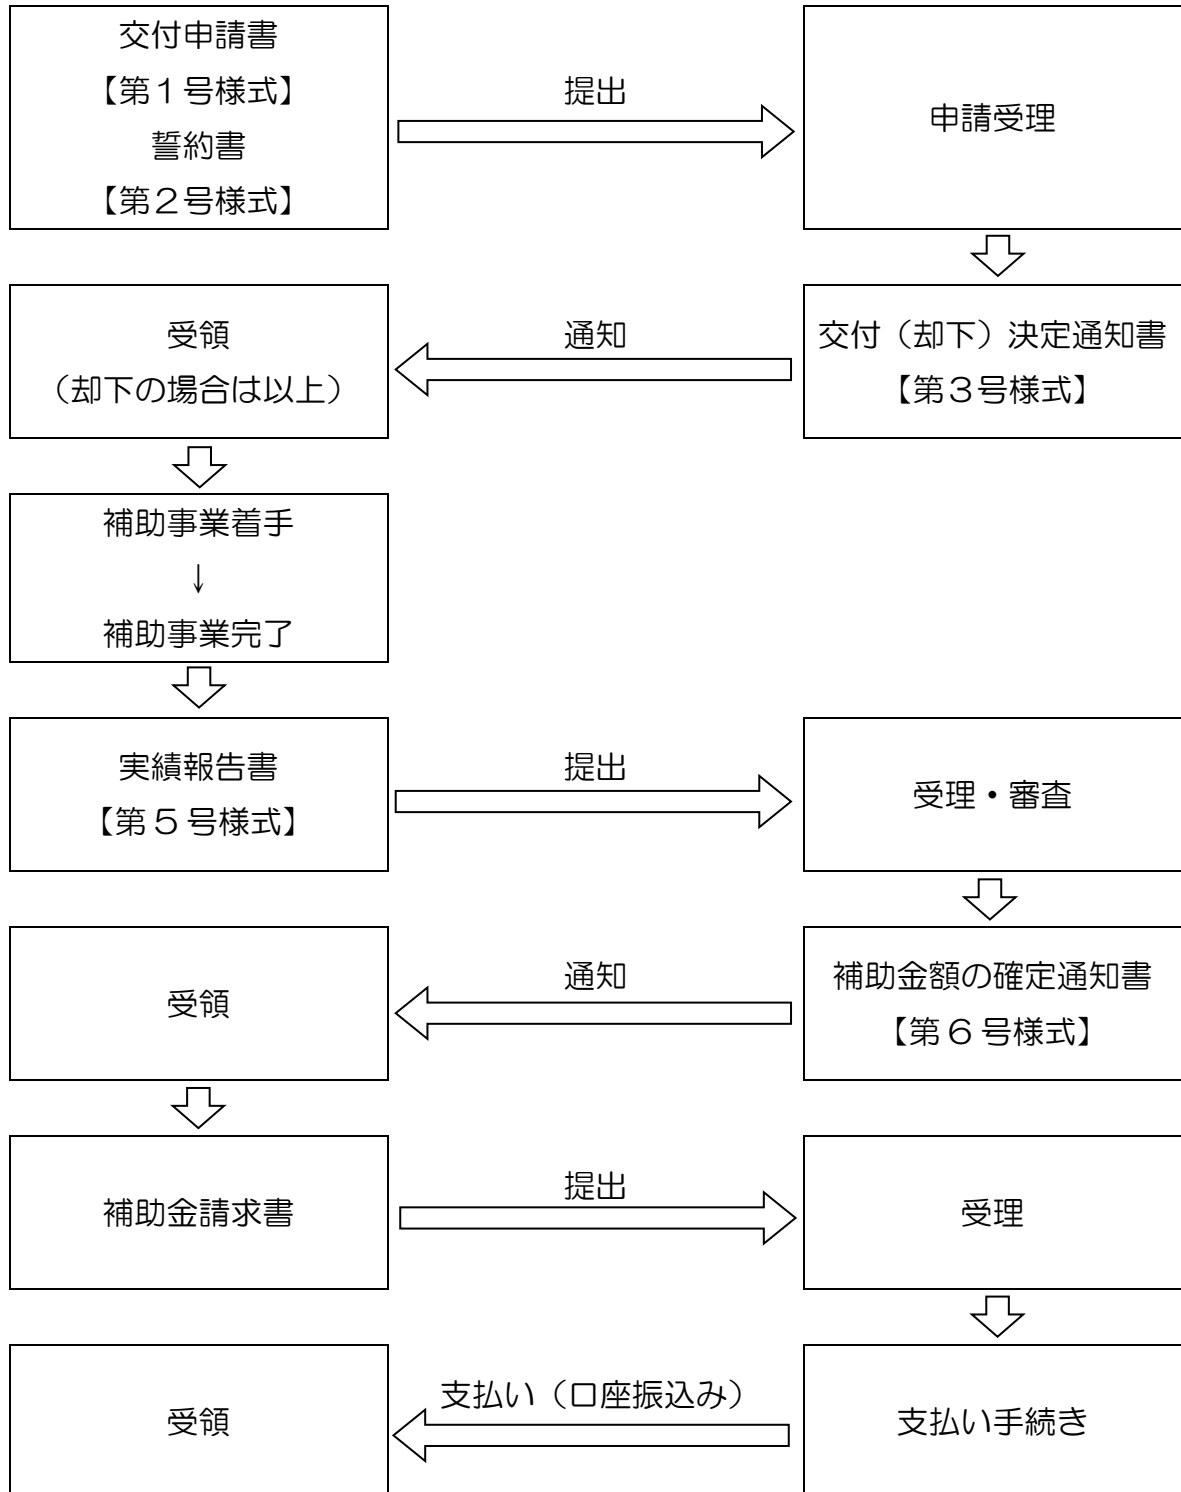 交付申請書
【第１号様式】
誓約書
【第２号様式】
提出
申請受理
受領
（却下の場合は以上）
通知
交付（却下）決定通知書
【第３号様式】
補助事業着手
↓
補助事業完了
実績報告書
【第５号様式】
提出
受理・審査
受領
通知
補助金額の確定通知書
【第６号様式】
補助金請求書
提出
受理
受領
支払い（口座振込み）
支払い手続き